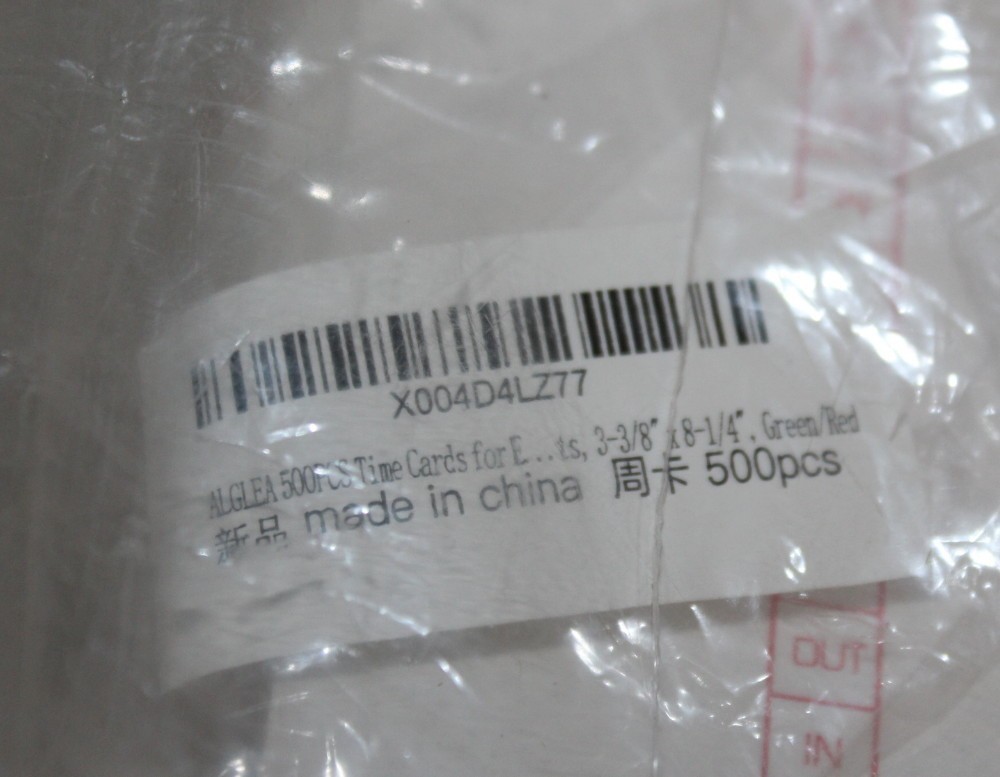 X004D4LZ77
ALGLEA 500PCS Time Cards for E...ts, 3-3/8" x 8-1/4", Green/Red
新品 made in china 周卡 500pcs
OUT
IN